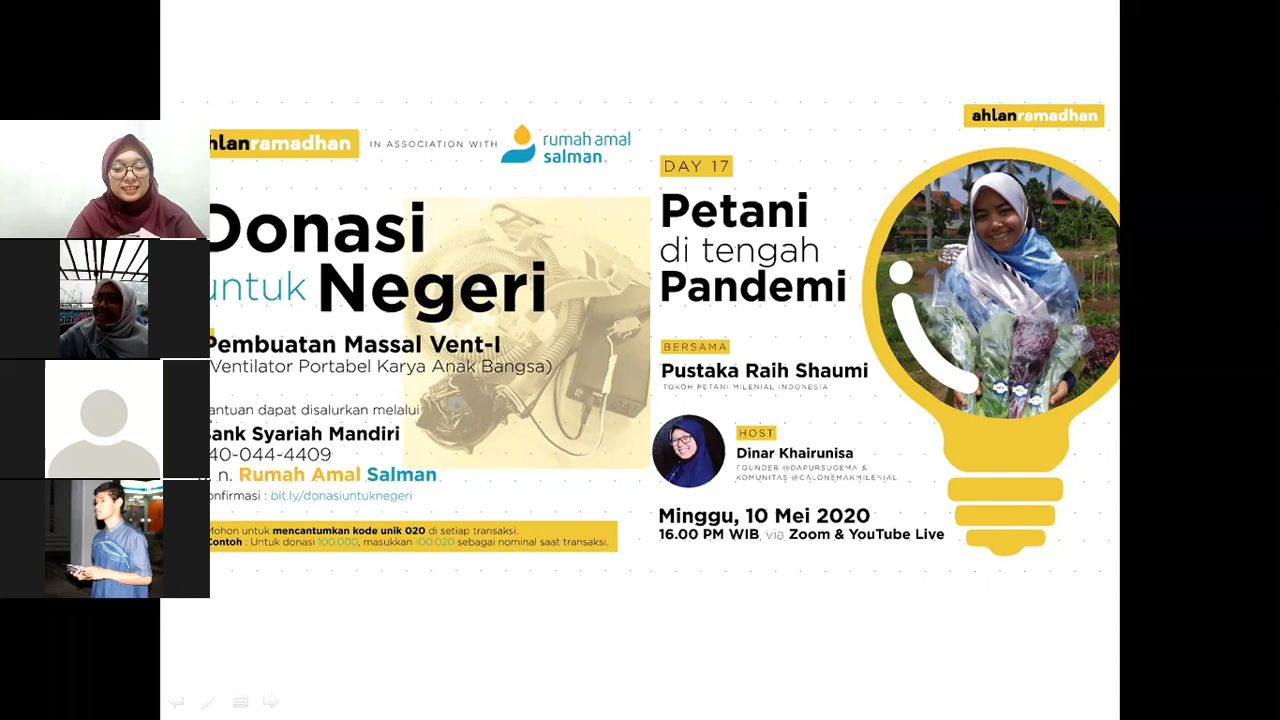 hlanramadhan IN ASSOCIATION WITH rumah amal salman
Donasi
untuk Negeri
Pembuatan Massal Vent-I
Ventilator Portabel Karya Anak Bangsa)
antuan dapat disalurkan melalui
ank Syariah Mandiri
40-044-4409
. n. Rumah Amal Salman
onfirmasi : bit.ly/donasiuntuknegeri
Mohon untuk mencantumkan kode unik 020 di setiap transaksi.
Contoh : Untuk donasi 100.000, masukkan 100.020 sebagai nominal saat transaksi.
ahlanramadhan
DAY 17
Petani
di tengah
Pandemi
BERSAMA
Pustaka Raih Shaumi
TOKOH PETANI MILENIAL INDONESIA
HOST
Dinar Khairunisa
FOUNDER @DAPURSUGEMA &
KOMUNITAS @CALONEMAKMILENIAL
Minggu, 10 Mei 2020
16.00 PM WIB, via Zoom & YouTube Live